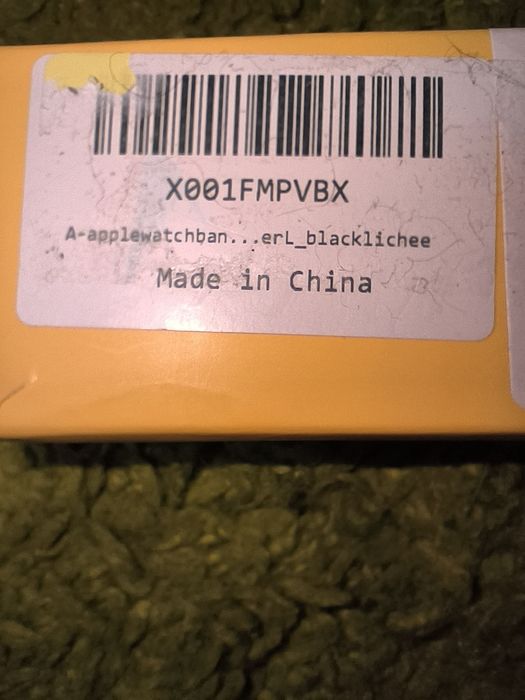 X001FMPVBX
A-applewatchban...erL_blacklichee
Made in China